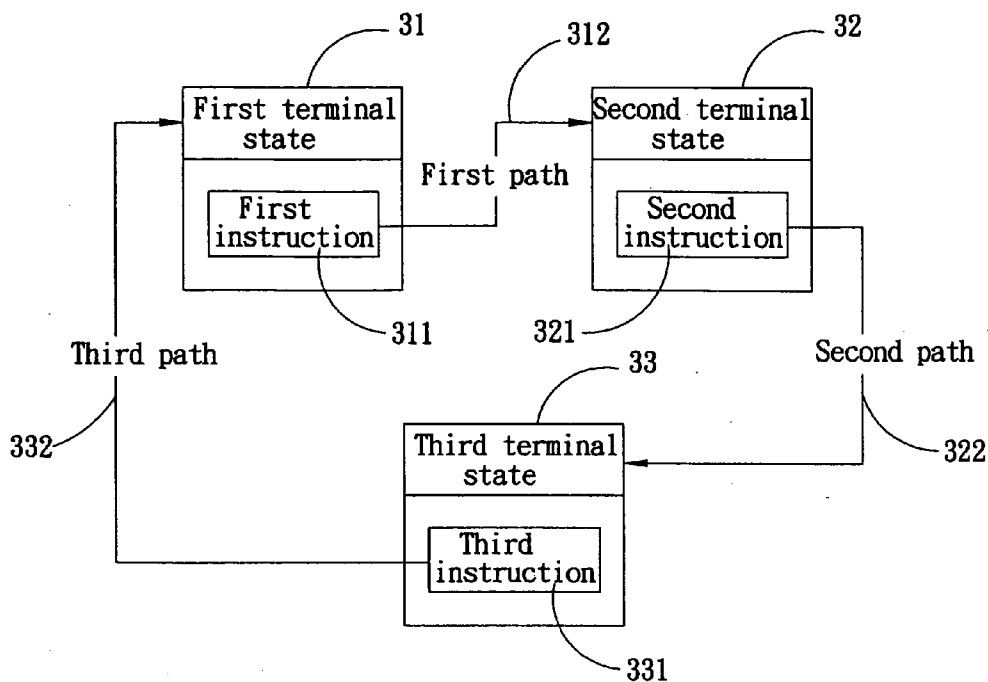 31
312
32
First terminal
state
Second terminal
state
First path
First
instruction
Second
instruction
311
321
Third path
Second path
33
332
322
Third terminal
state
Third
instruction
331